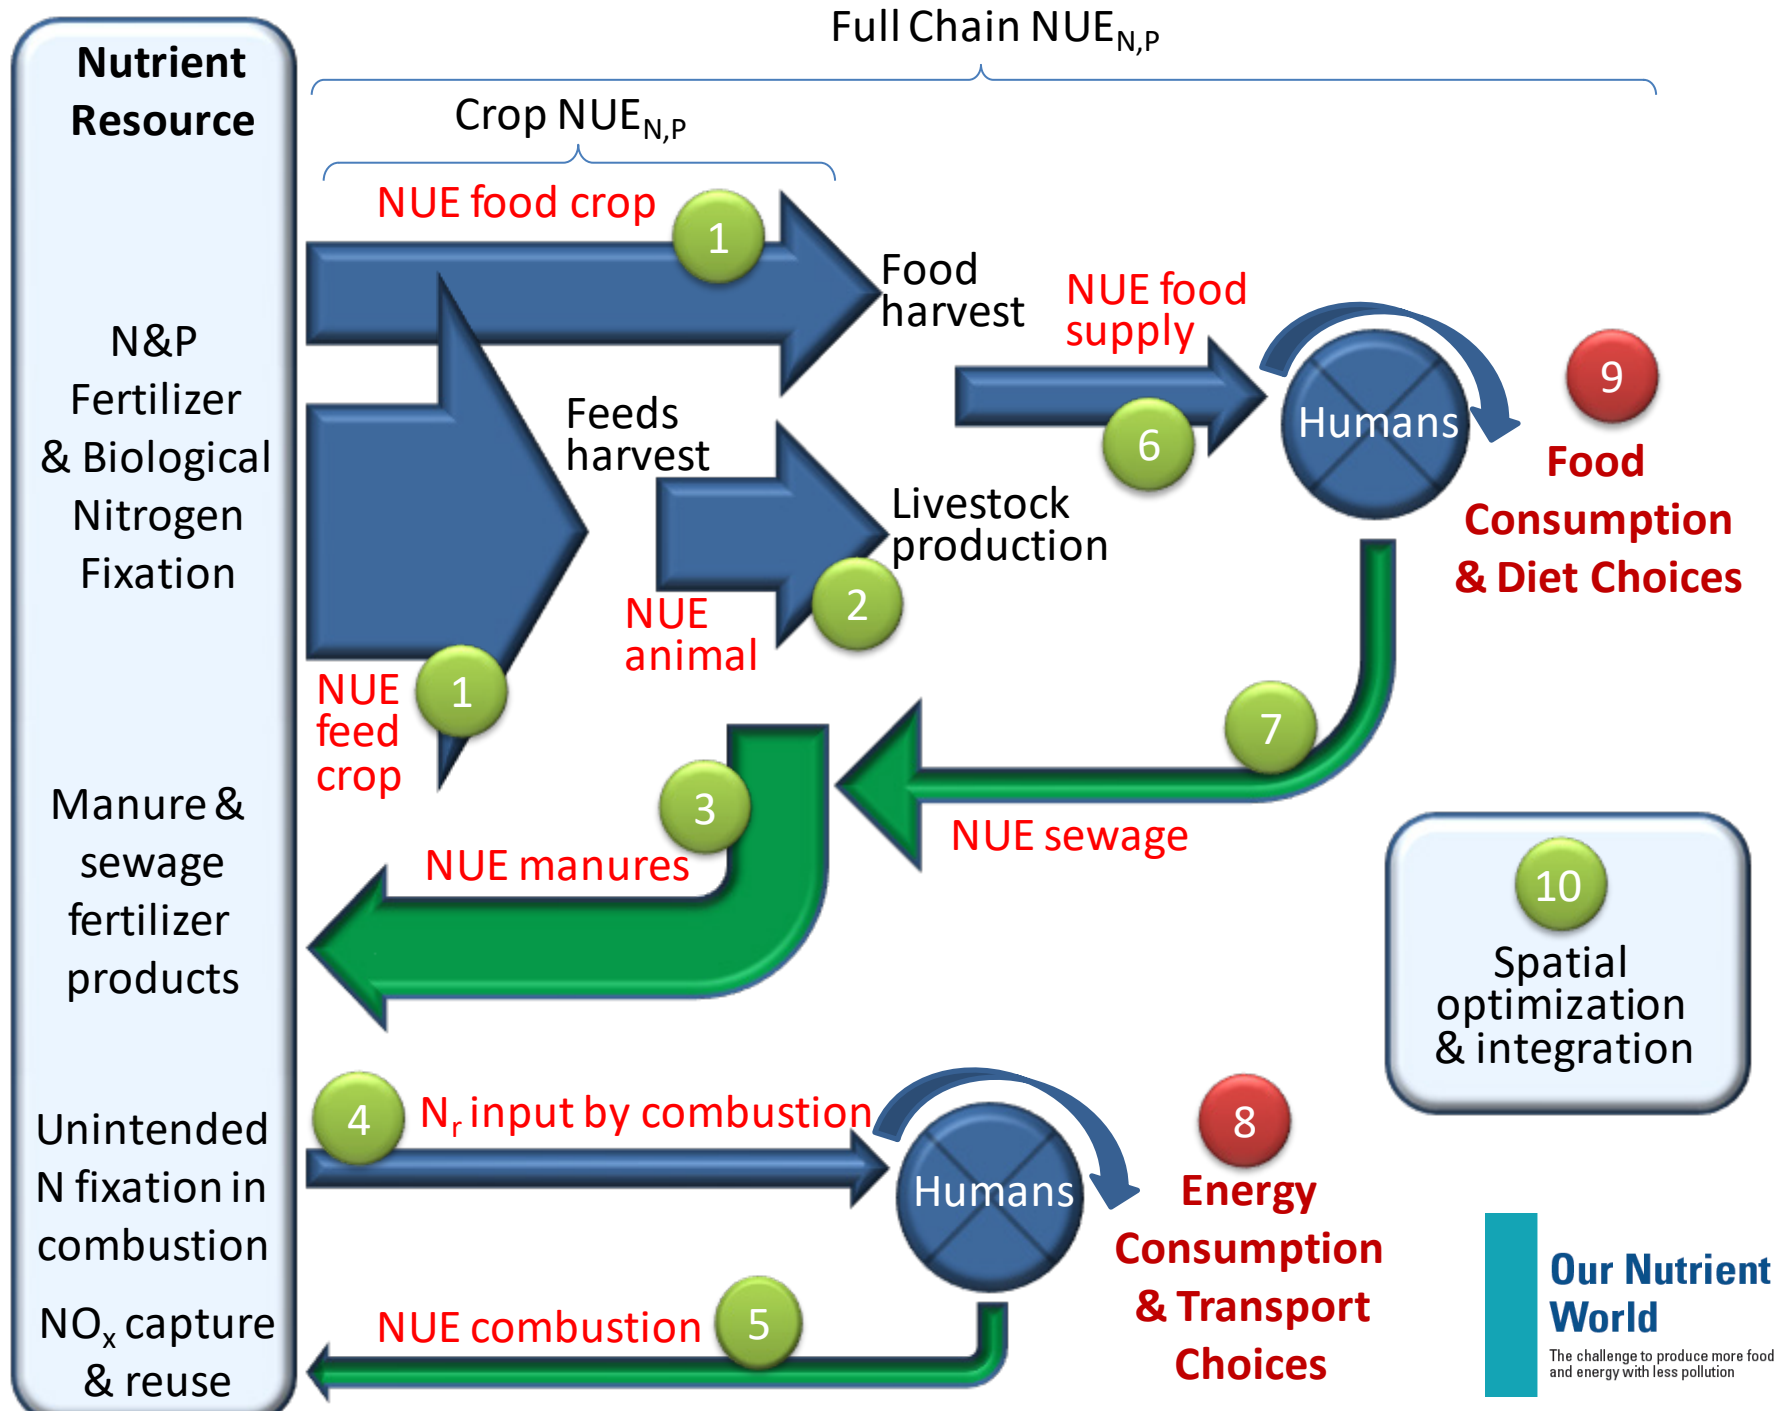 Full Chain NUE_N,P
Nutrient
Resource
Crop NUE_N,P
NUE food crop
1
Food
harvest
NUE food
supply
6
Humans
9
Food
Consumption
& Diet Choices
N&P
Fertilizer
& Biological
Nitrogen
Fixation
Feeds
harvest
Livestock
production
2
NUE
animal
1
NUE
feed
crop
7
NUE sewage
3
NUE manures
Manure &
sewage
fertilizer
products
10
Spatial
optimization
& integration
4
N_r input by combustion
Humans
8
Energy
Consumption
& Transport
Choices
Unintended
N fixation in
combustion
NUE combustion
5
NO_x capture
& reuse
Our Nutrient
World
The challenge to produce more food
and energy with less pollution